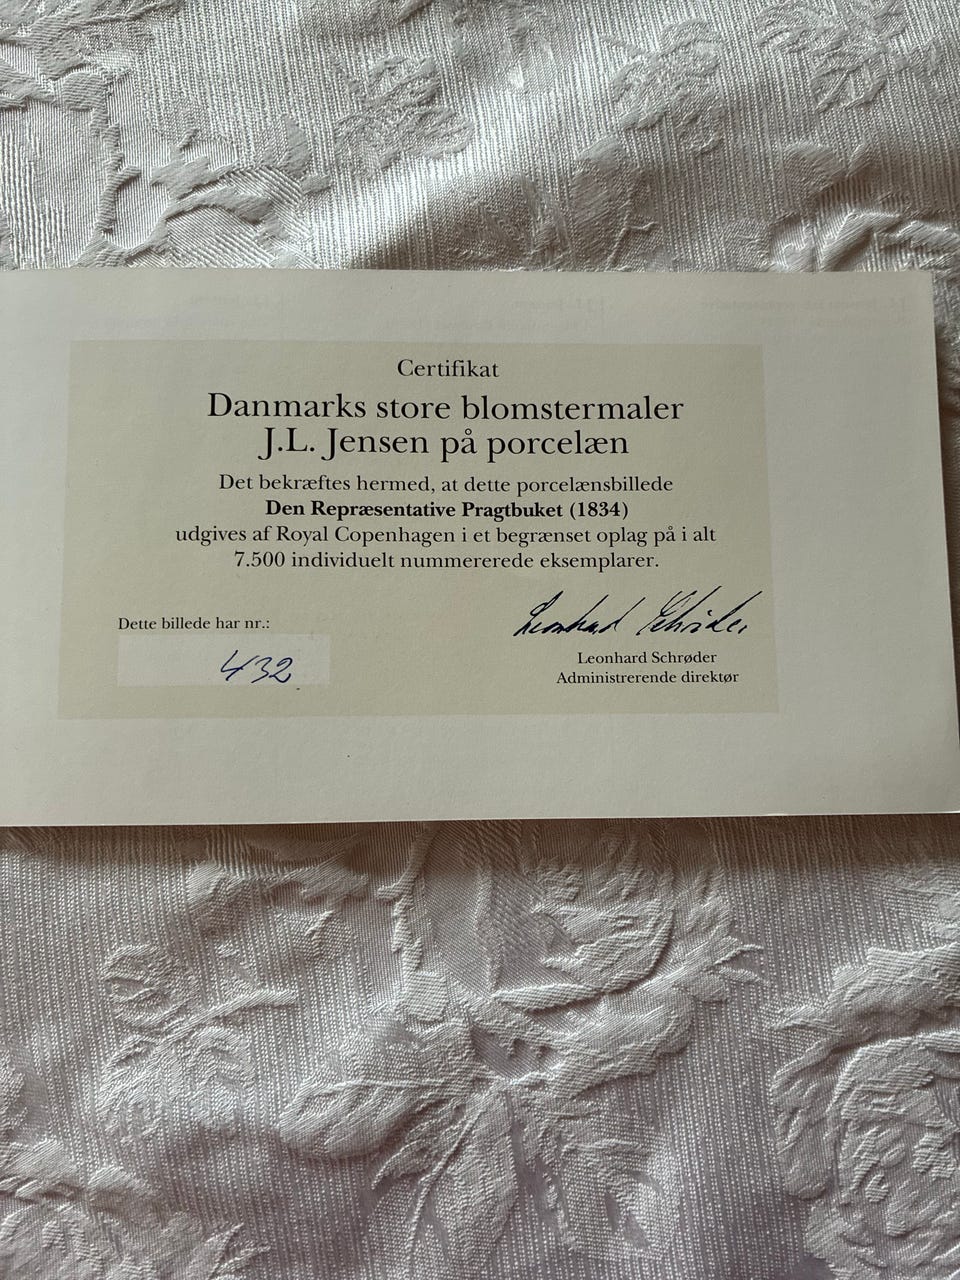 Certifikat
Danmarks store blomstermaler
J.L. Jensen på porcelæn
Det bekræftes hermed, at dette porcelænsbillede
Den Repræsentative Pragtbuket (1834)
udgives af Royal Copenhagen i et begrænset oplag på i alt
7.500 individuelt nummererede eksemplarer.
Dette billede har nr.:
432
Leonhard Schrøder
Leonhard Schrøder
Administrerende direktør